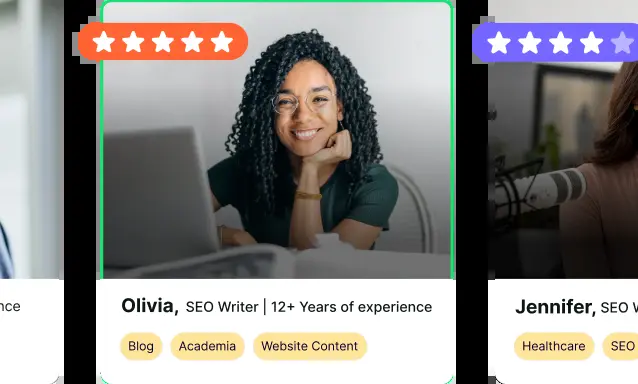 nce
Olivia, SEO Writer | 12+ Years of experience
Blog Academia Website Content
Jennifer, SEO W
Healthcare SEO